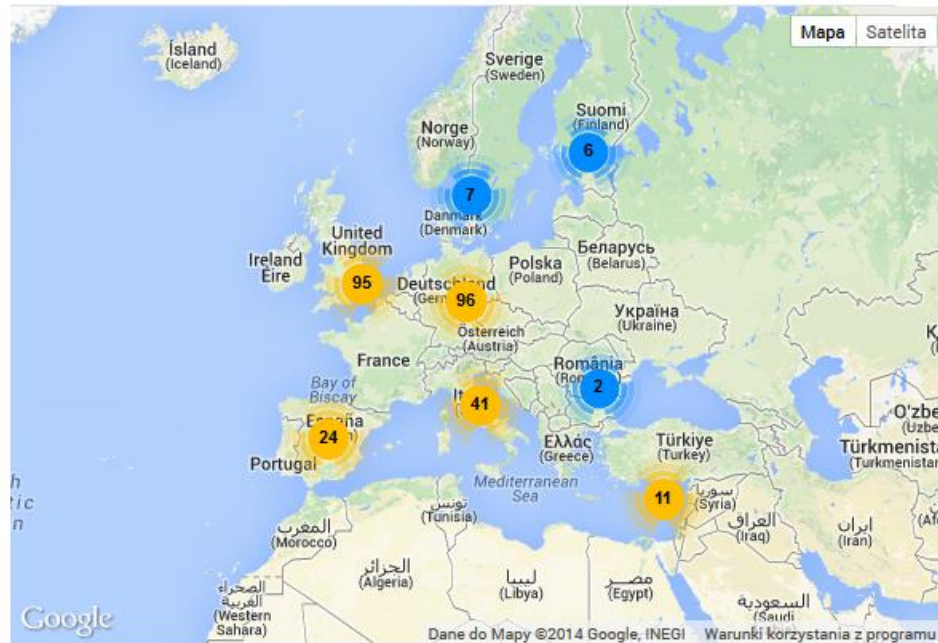 Mapa
Satelita
Ísland
(Iceland)
Sverige
(Sweden)
Suomi
(Finland)
Norge
(Norway)
6
7
Danmark
(Denmark)
United
Kingdom
Ireland
Éire
Беларусь
(Belarus)
Polska
(Poland)
95
Deutschland
96
Україна
(Ukraine)
Österreich
(Austria)
France
România
2
Bay of
Biscay
41
O'zbe
(Uzbe
España
24
Portugal
Ελλάς
(Greece)
Türkiye
(Turkey)
Türkmenista
(Turkmenistan
Mediterranean
Sea
11
سوريا
(Syria)
تونس
(Tunisia)
المغرب
(Morocco)
العراق
(Iraq)
ایران
(Iran)
الجزائر
(Algeria)
ليبيا
(Libya)
مصر
(Egypt)
الصحراء
الغربية
(Western
Sahara)
السعودية
(Saudi
Google
Dane do Mapy ©2014 Google, INEGI
Warunki korzystania z programu